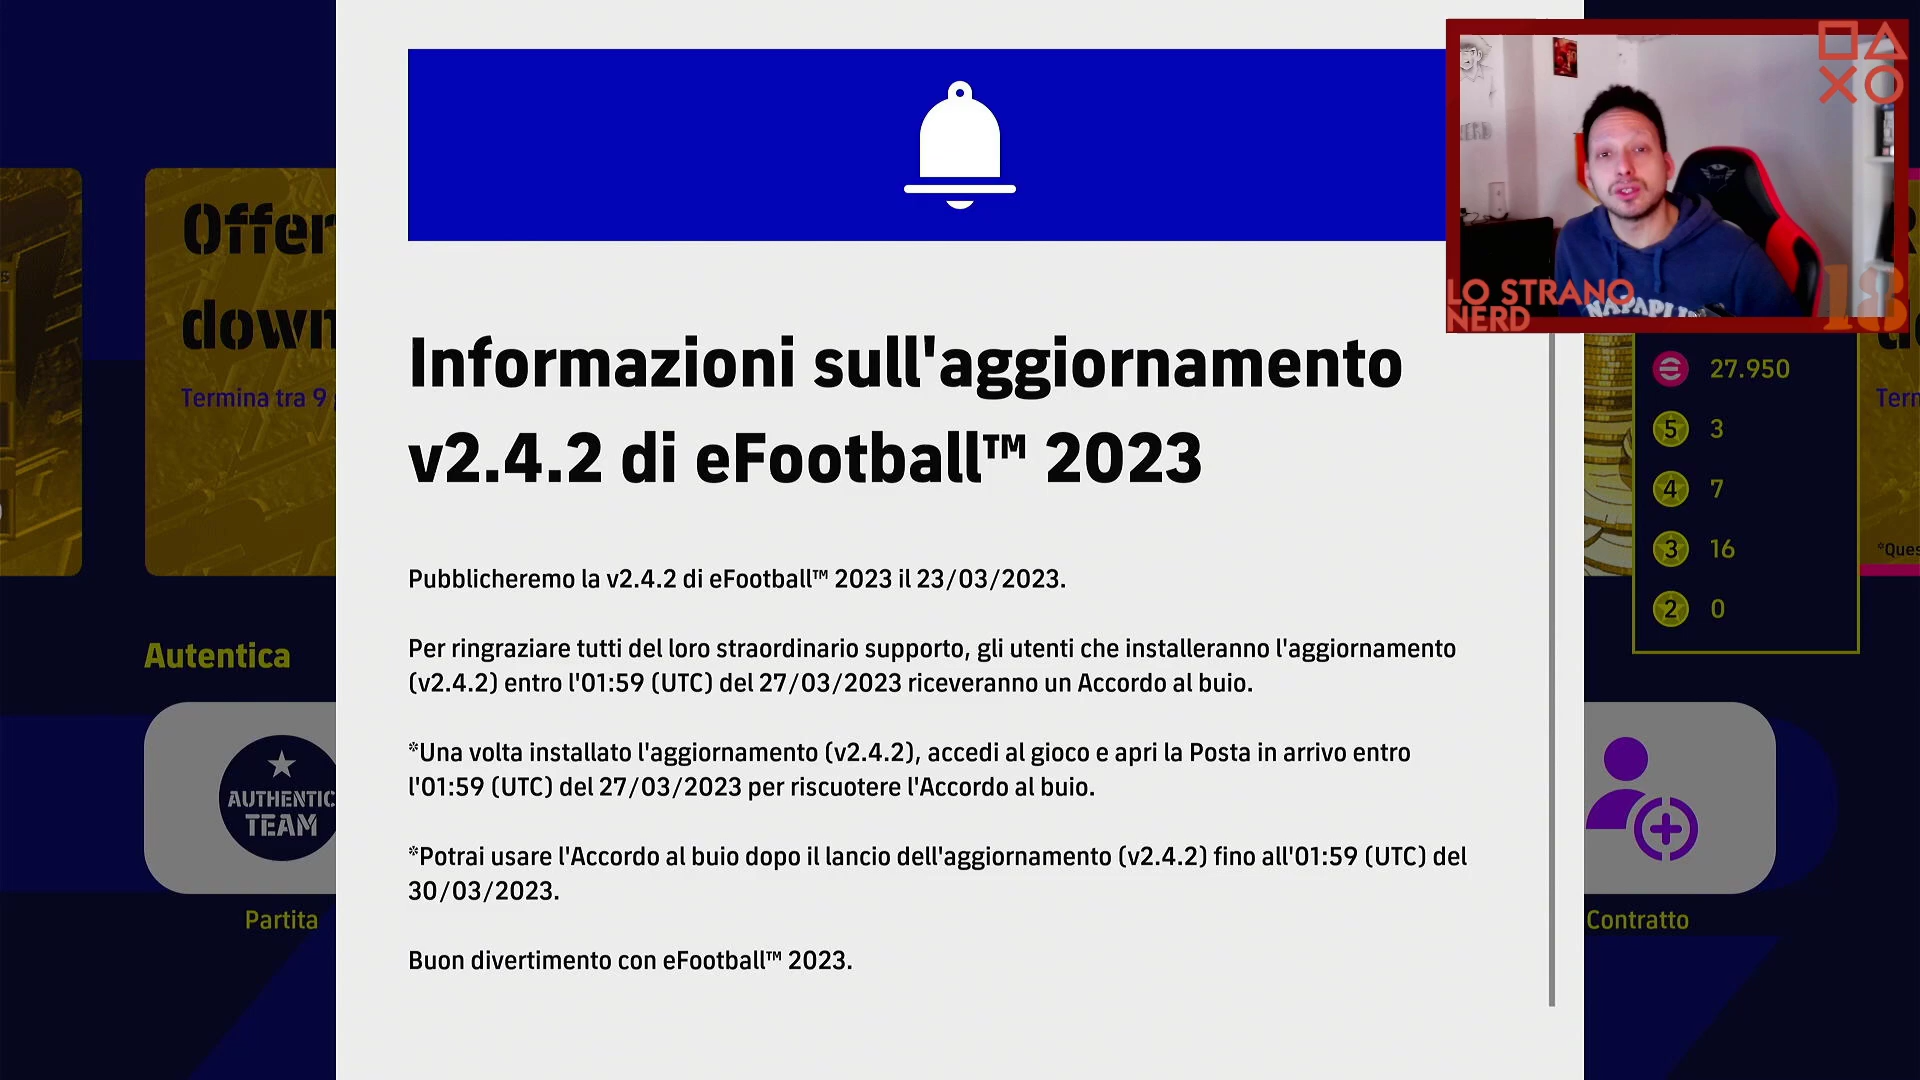 Informazioni sull'aggiornamento
v2.4.2 di eFootball™ 2023
Pubblicheremo la v2.4.2 di eFootball™ 2023 il 23/03/2023.
Per ringraziare tutti del loro straordinario supporto, gli utenti che installeranno l'aggiornamento
(v2.4.2) entro l'01:59 (UTC) del 27/03/2023 riceveranno un Accordo al buio.
*Una volta installato l'aggiornamento (v2.4.2), accedi al gioco e apri la Posta in arrivo entro
l'01:59 (UTC) del 27/03/2023 per riscuotere l'Accordo al buio.
*Potrai usare l'Accordo al buio dopo il lancio dell'aggiornamento (v2.4.2) fino all'01:59 (UTC) del
30/03/2023.
Buon divertimento con eFootball™ 2023.
Offer
down
Termina tra 9
Autentica
AUTHENTIC
TEAM
Partita
LO STRANO
NERD
18
NAPAPIJ
27.950
5 3
4 7
3 16
2 0
Term
*Ques
Contratto